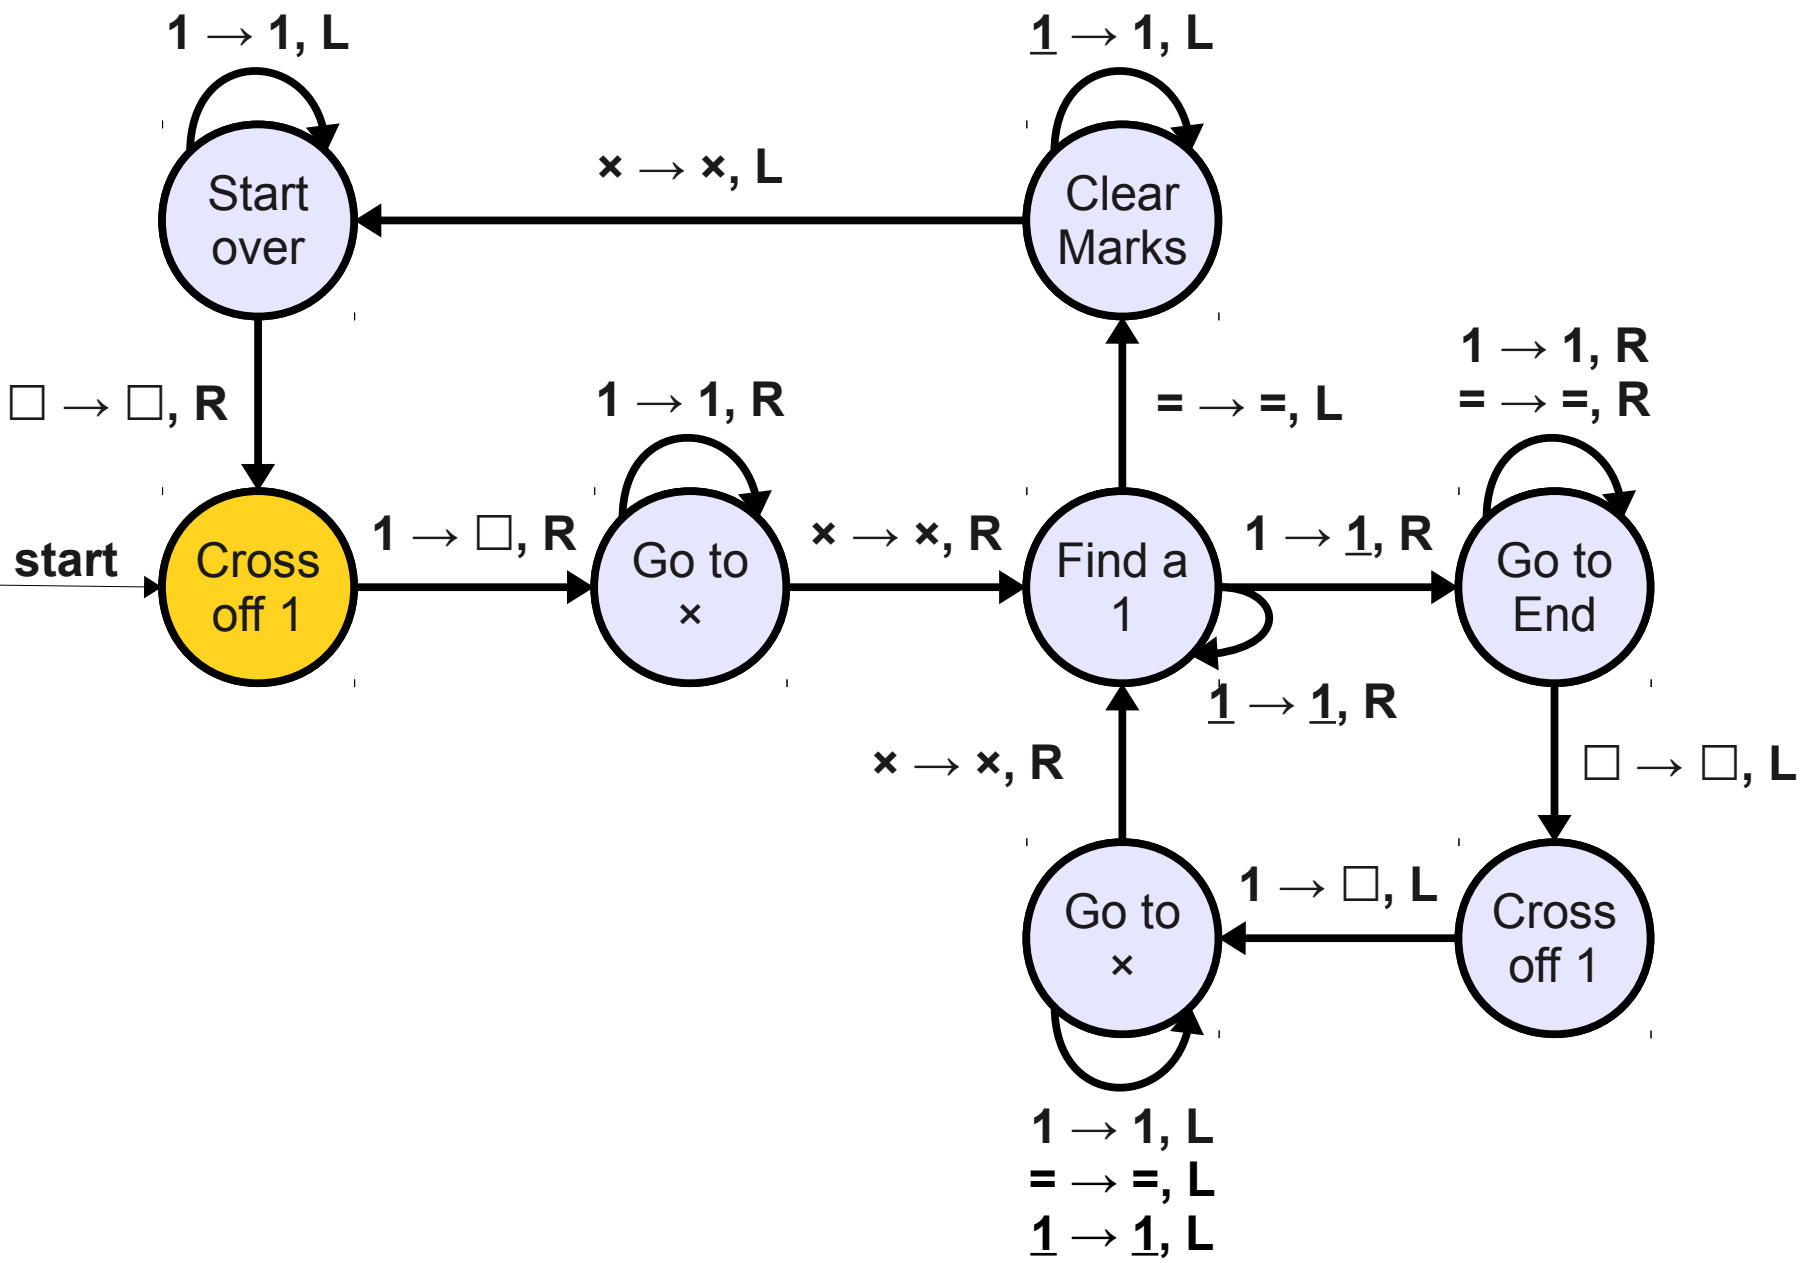 1 → 1, L
1̲ → 1, L
Start
over
× → ×, L
Clear
Marks
□ → □, R
1 → 1, R
= → =, L
1 → 1, R
= → =, R
start
Cross
off 1
1 → □, R
Go to
×
× → ×, R
Find a
1
1 → 1̲, R
Go to
End
1̲ → 1̲, R
× → ×, R
□ → □, L
Go to
×
1 → □, L
Cross
off 1
1 → 1, L
= → =, L
1̲ → 1̲, L